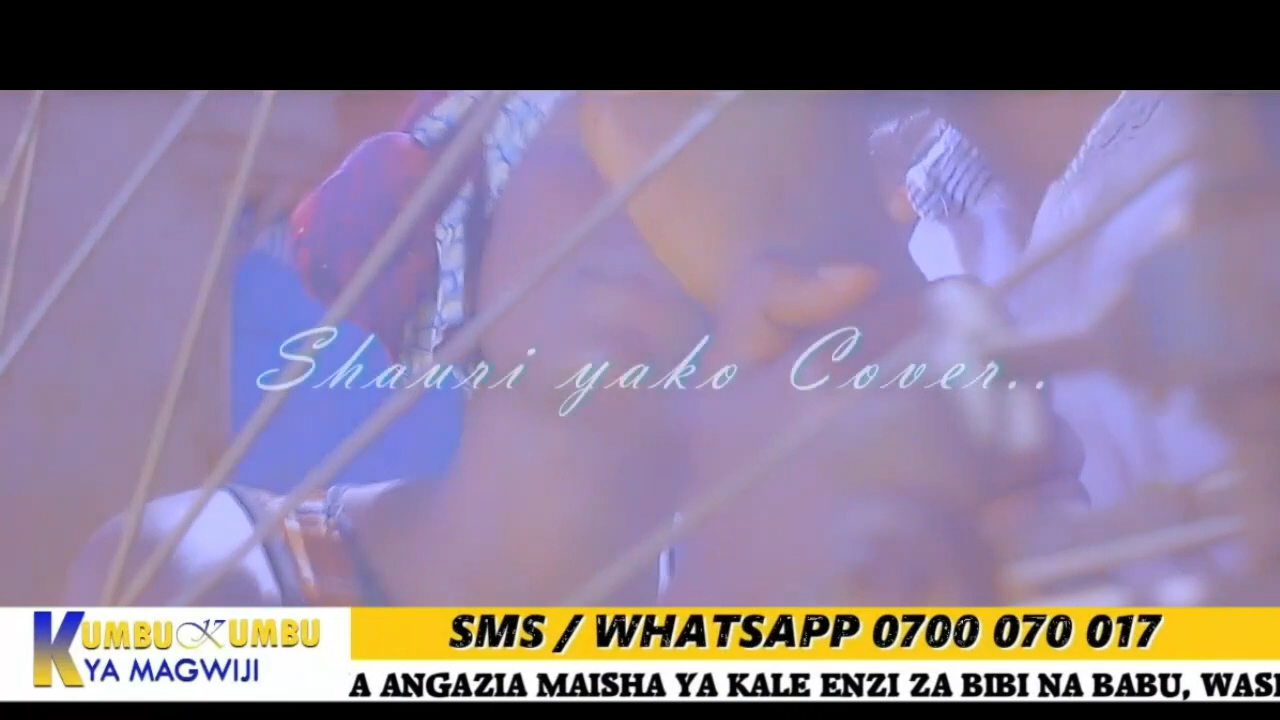 Shauri yako Cover..
KUMBU KUMBU
YA MAGWIJI
SMS / WHATSAPP 0700 070 017
A ANGAZIA MAISHA YA KALE ENZI ZA BIBI NA BABU,